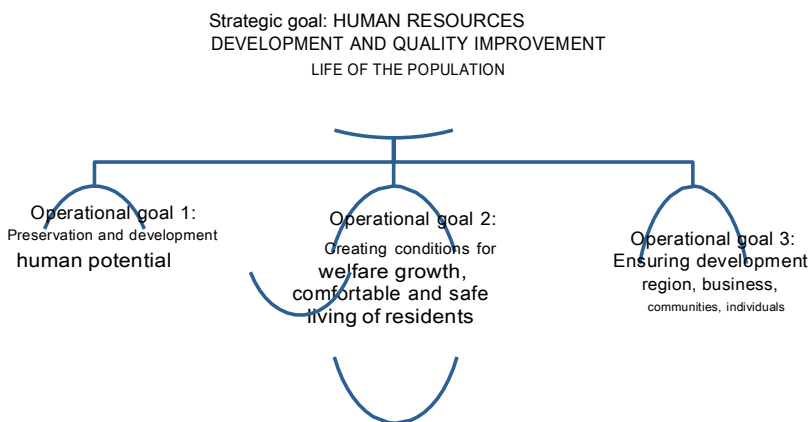 Strategic goal: HUMAN RESOURCES
DEVELOPMENT AND QUALITY IMPROVEMENT
LIFE OF THE POPULATION
Operational goal 1:
Preservation and development
human potential
Operational goal 2:
Creating conditions for
welfare growth,
comfortable and safe
living of residents
Operational goal 3:
Ensuring development
region, business,
communities, individuals